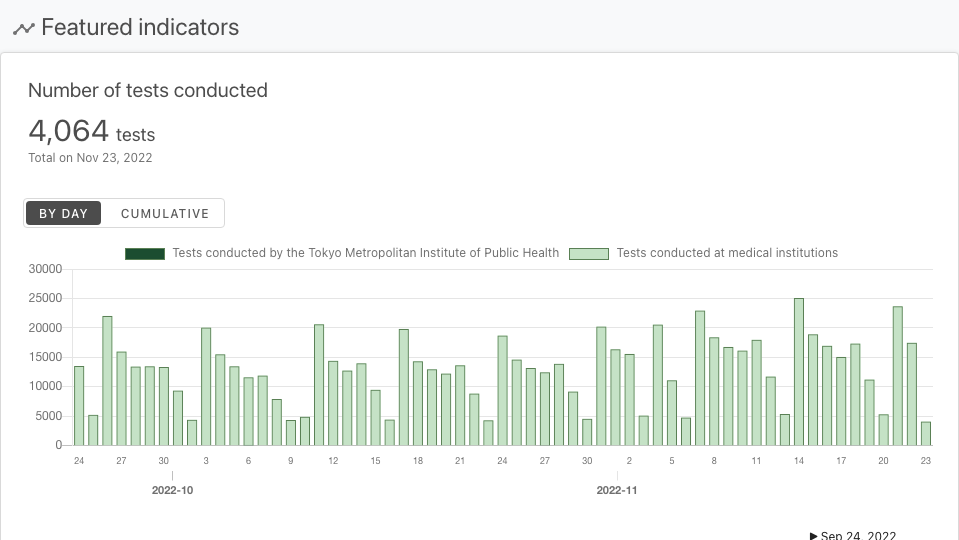 Featured indicators
Number of tests conducted
4,064 tests
Total on Nov 23, 2022
BY DAY CUMULATIVE
Tests conducted by the Tokyo Metropolitan Institute of Public Health Tests conducted at medical institutions
30000
25000
20000
15000
10000
5000
0
24 27 30 3 6 9 12 15 18 21 24 27 30 2 5 8 11 14 17 20 23
2022-10 2022-11
▶ Sep 24, 2022